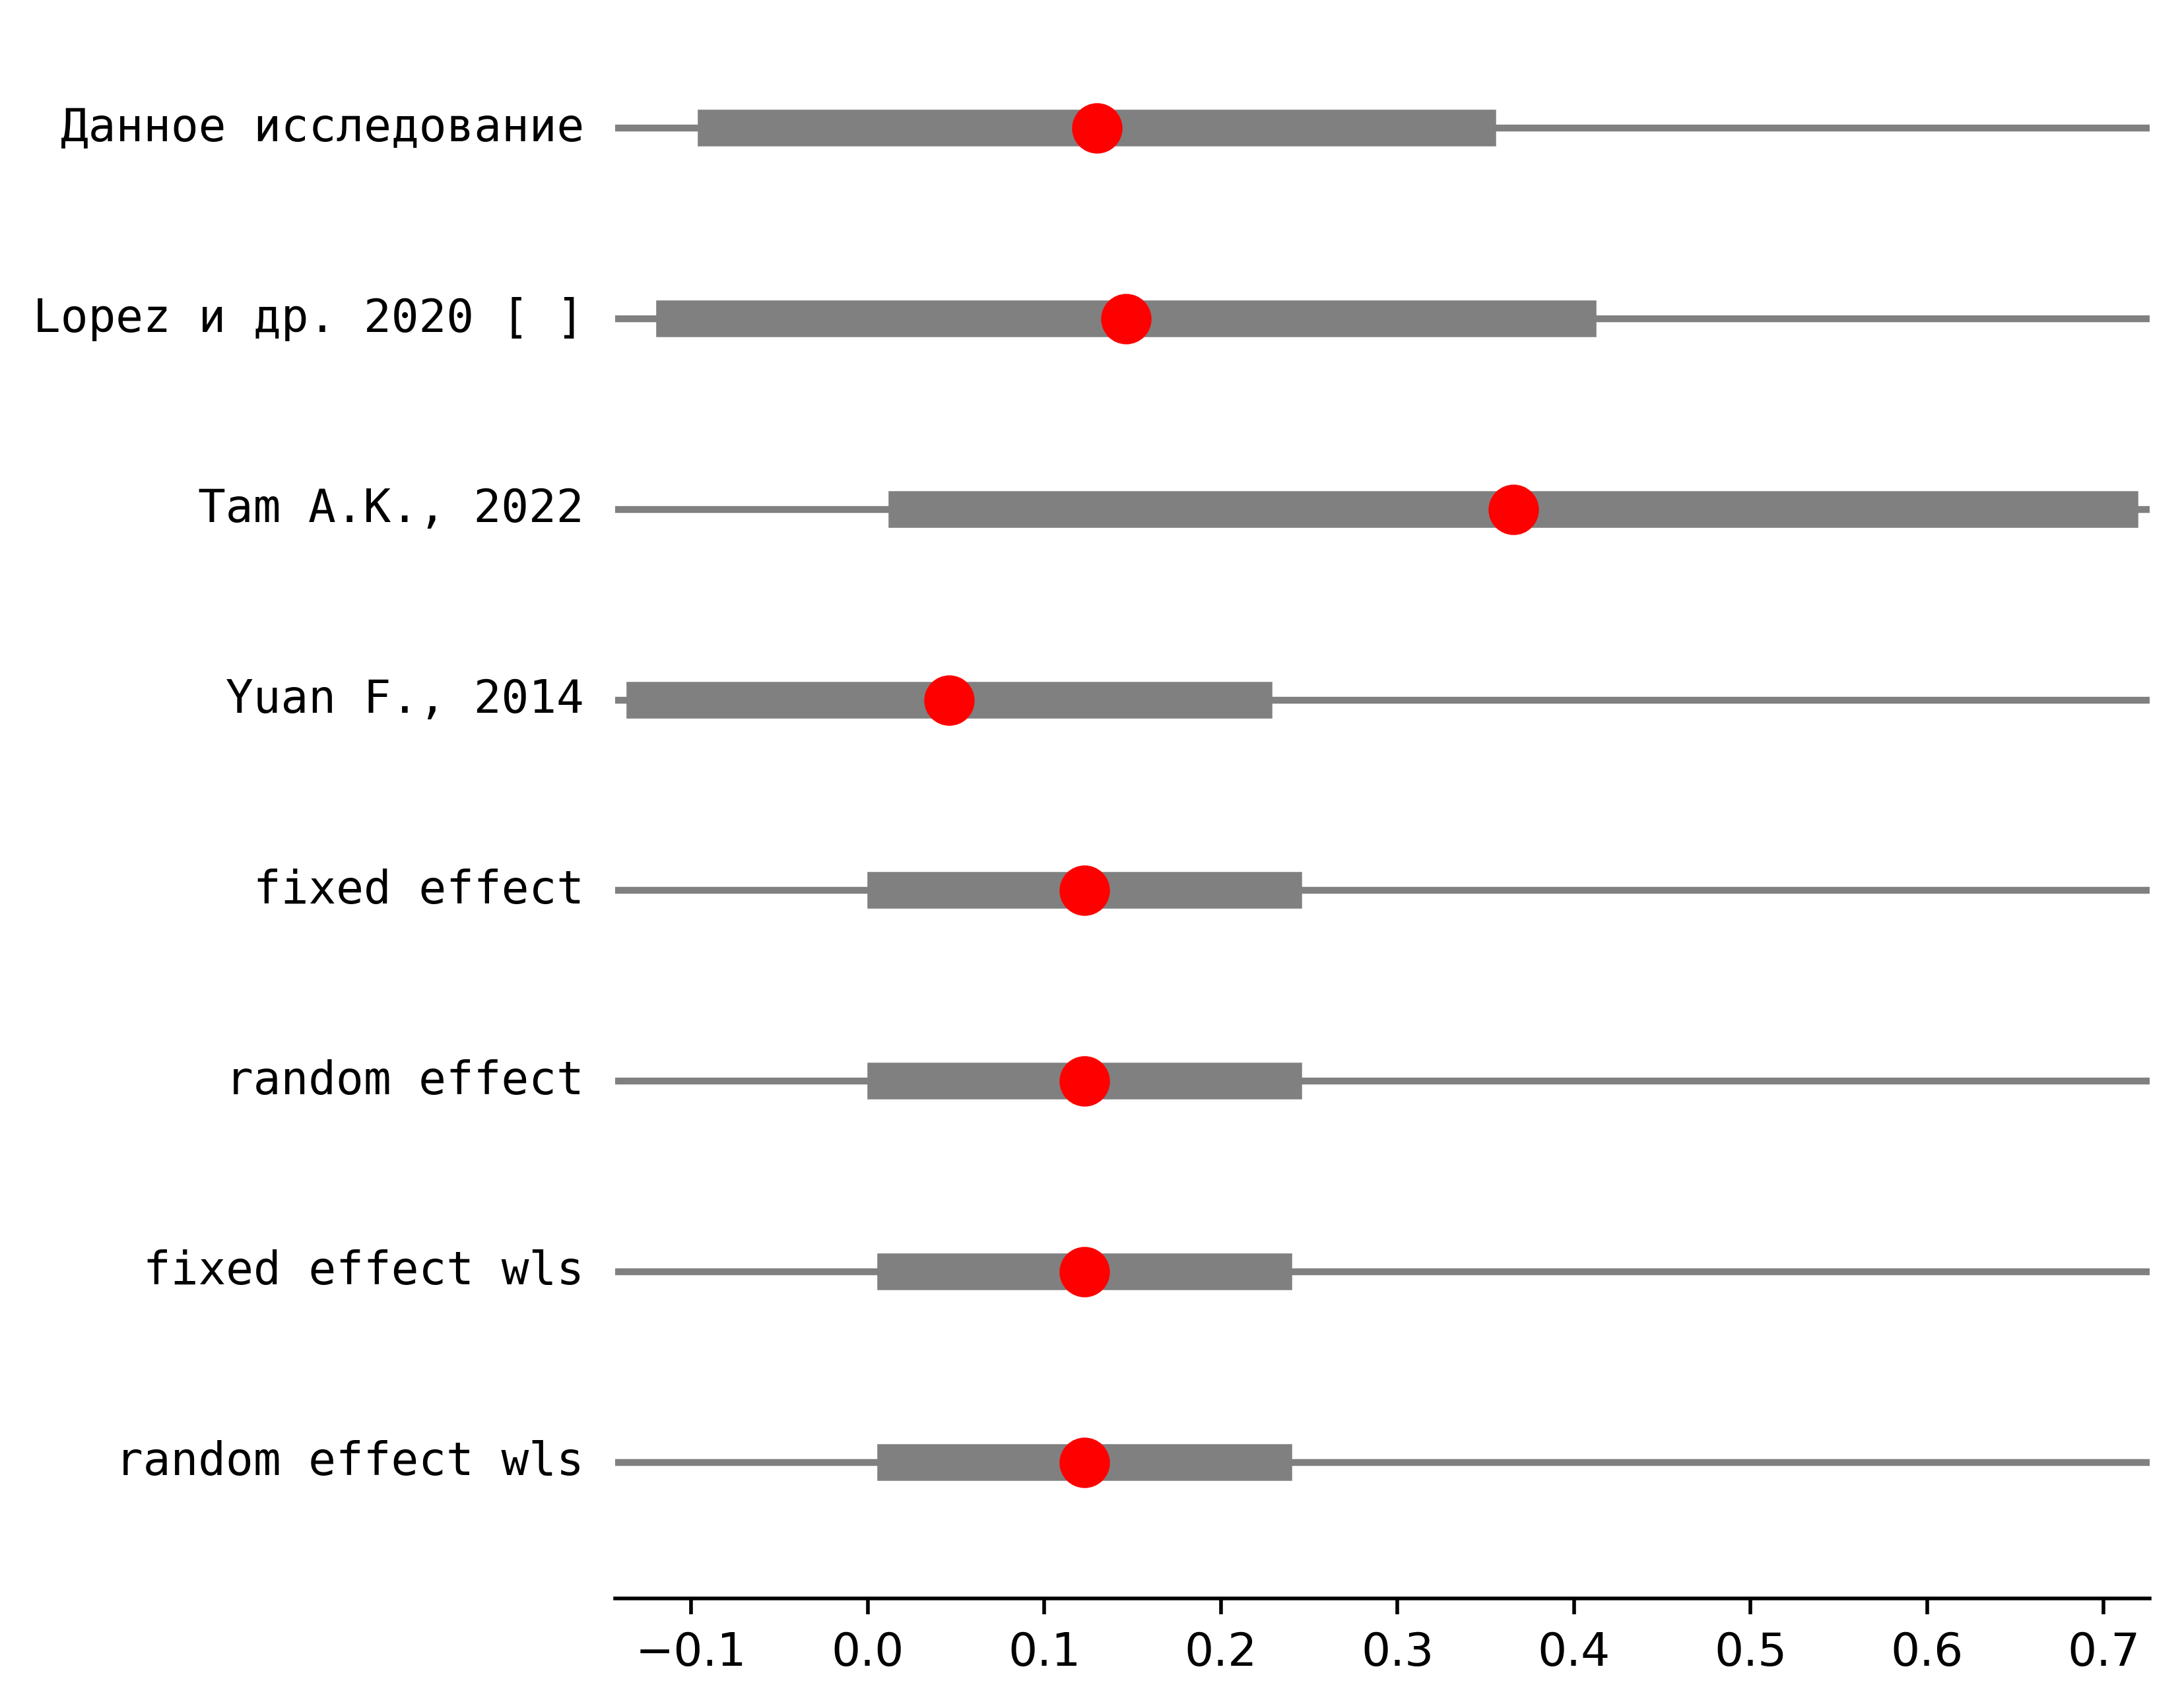 Данное исследование
Lopez и др. 2020 [ ]
Tam A.K., 2022
Yuan F., 2014
fixed effect
random effect
fixed effect wls
random effect wls
−0.1 0.0 0.1 0.2 0.3 0.4 0.5 0.6 0.7